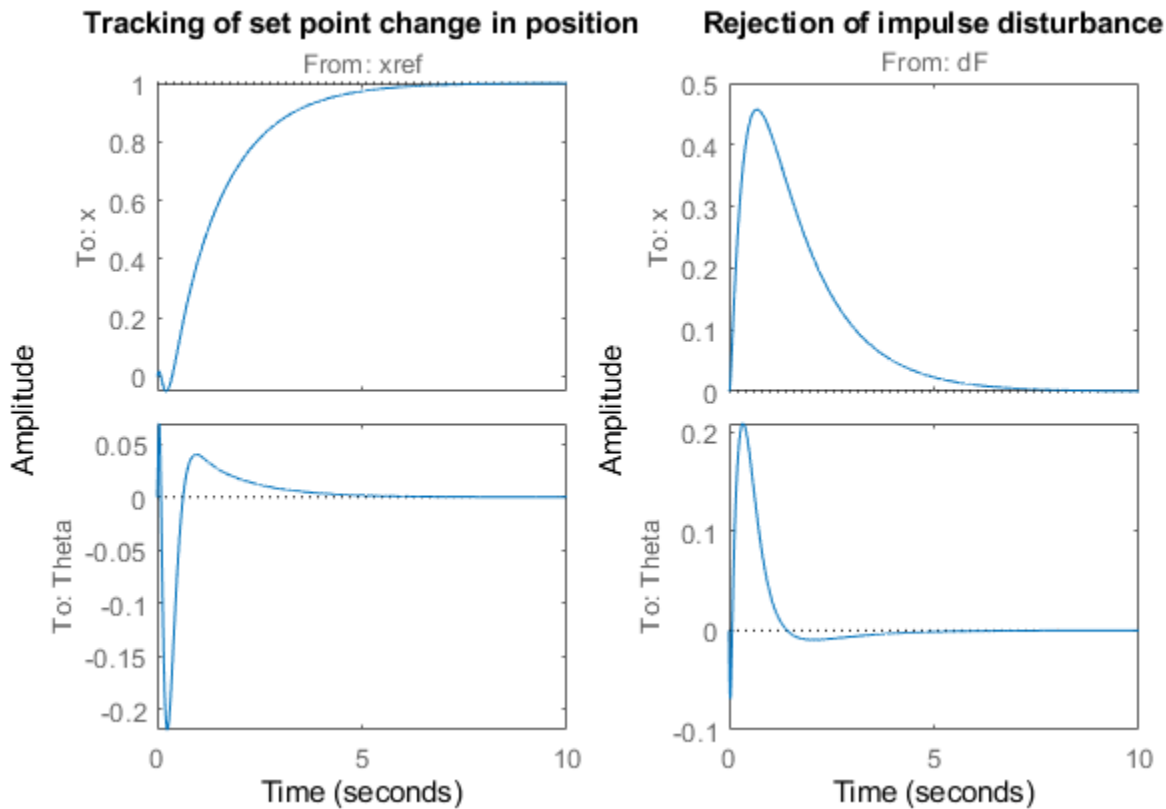 Tracking of set point change in position
From: xref
1
0.8
0.6
0.4
0.2
0
To: x
0.05
0
-0.05
-0.1
-0.15
-0.2
To: Theta
Amplitude
0
5
10
Time (seconds)
Rejection of impulse disturbance
From: dF
0.5
0.4
0.3
0.2
0.1
0
To: x
0.2
0.1
0
-0.1
To: Theta
Amplitude
0
5
10
Time (seconds)